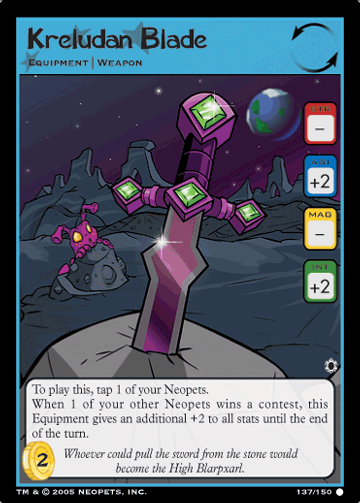 Kreludan Blade
EQUIPMENT | WEAPON
STR
–
AGI
+2
MAG
–
INT
+2
To play this, tap 1 of your Neopets.
When 1 of your other Neopets wins a contest, this
Equipment gives an additional +2 to all stats until the end
of the turn.
2
Whoever could pull the sword from the stone would
become the High Blarpxarl.
TM & © 2005 NEOPETS, INC.
137/150